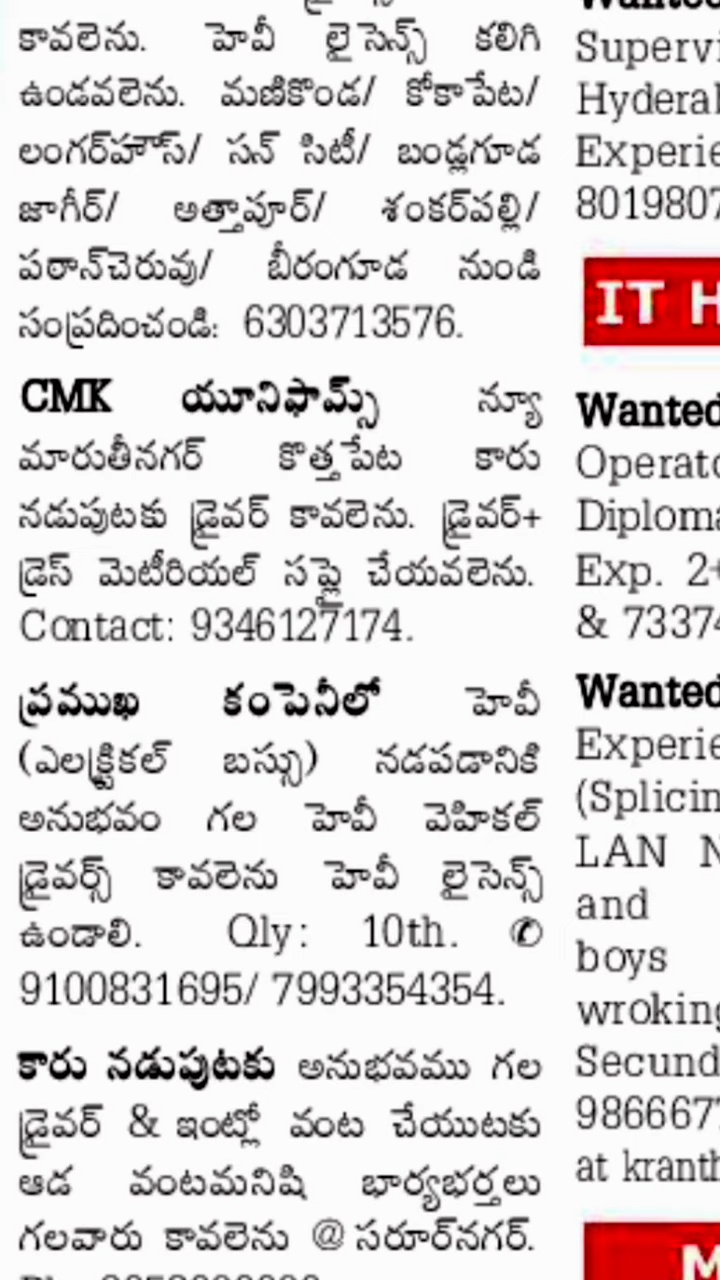 కావలెను. హెవీ లైసెన్స్ కలిగి
ఉండవలెను. మణికొండ/ కోకాపేట/
లంగర్‌హౌస్/ సన్ సిటీ/ బండ్లగూడ
జాగీర్/ అత్తాపూర్/ శంకర్‌పల్లి/
పఠాన్‌చెరువు/ బీరంగూడ నుండి
సంప్రదించండి: 6303713576.
CMK యూనిఫామ్స్ న్యూ
మారుతీనగర్ కొత్తపేట కారు
నడుపుటకు డ్రైవర్ కావలెను. డ్రైవర్+
డ్రెస్ మెటీరియల్ సప్లై చేయవలెను.
Contact: 9346127174.
ప్రముఖ కంపెనీలో హెవీ
(ఎలక్ట్రికల్ బస్సు) నడపడానికి
అనుభవం గల హెవీ వెహికల్
డ్రైవర్స్ కావలెను హెవీ లైసెన్స్
ఉండాలి. Qly: 10th. ✆
9100831695/ 7993354354.
కారు నడుపుటకు అనుభవము గల
డ్రైవర్ & ఇంట్లో వంట చేయుటకు
ఆడ వంటమనిషి భార్యభర్తలు
గలవారు కావలెను @ సరూర్‌నగర్.
Supervi
Hyderab
Experie
801980
IT H
Wanted
Operato
Diploma
Exp. 2+
& 7337
Wanted
Experie
(Splicin
LAN N
and
boys
wroking
Secund
986667
at kranth
M